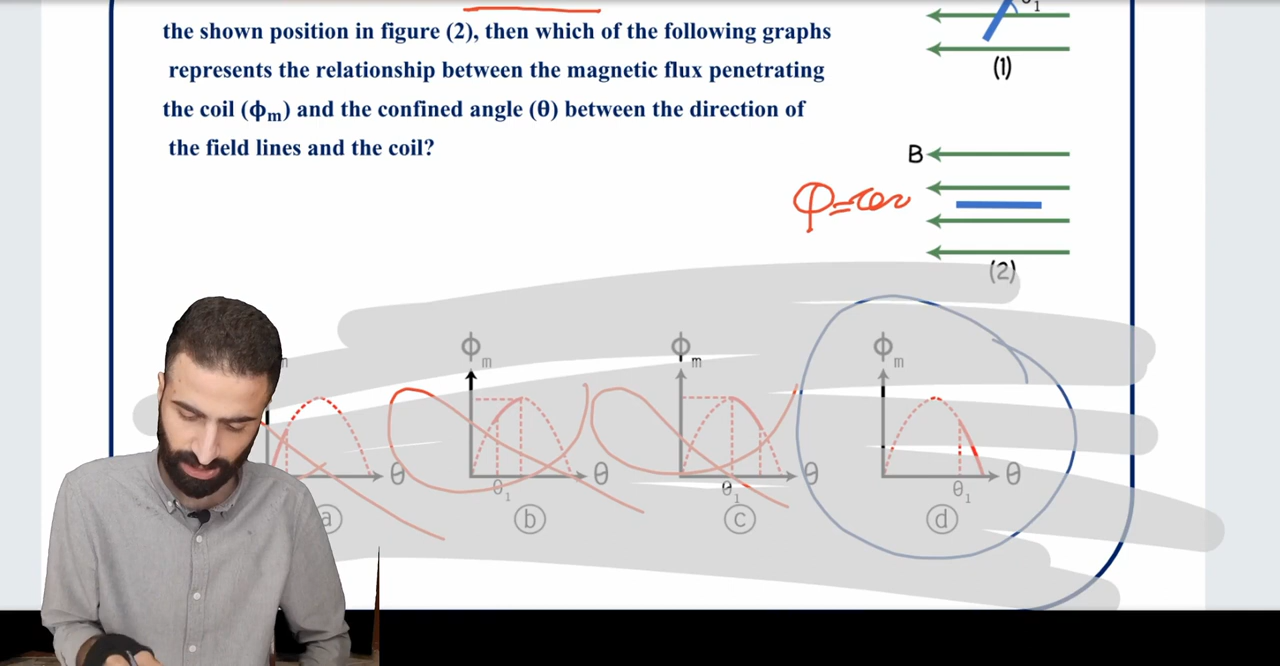 the shown position in figure (2), then which of the following graphs
represents the relationship between the magnetic flux penetrating
the coil (ϕm) and the confined angle (θ) between the direction of
the field lines and the coil?
(1)
B
φ=
(2)
ϕm
θ
θ1
ϕm
θ
θ1
ϕm
θ
θ1
θ
a
b
c
d